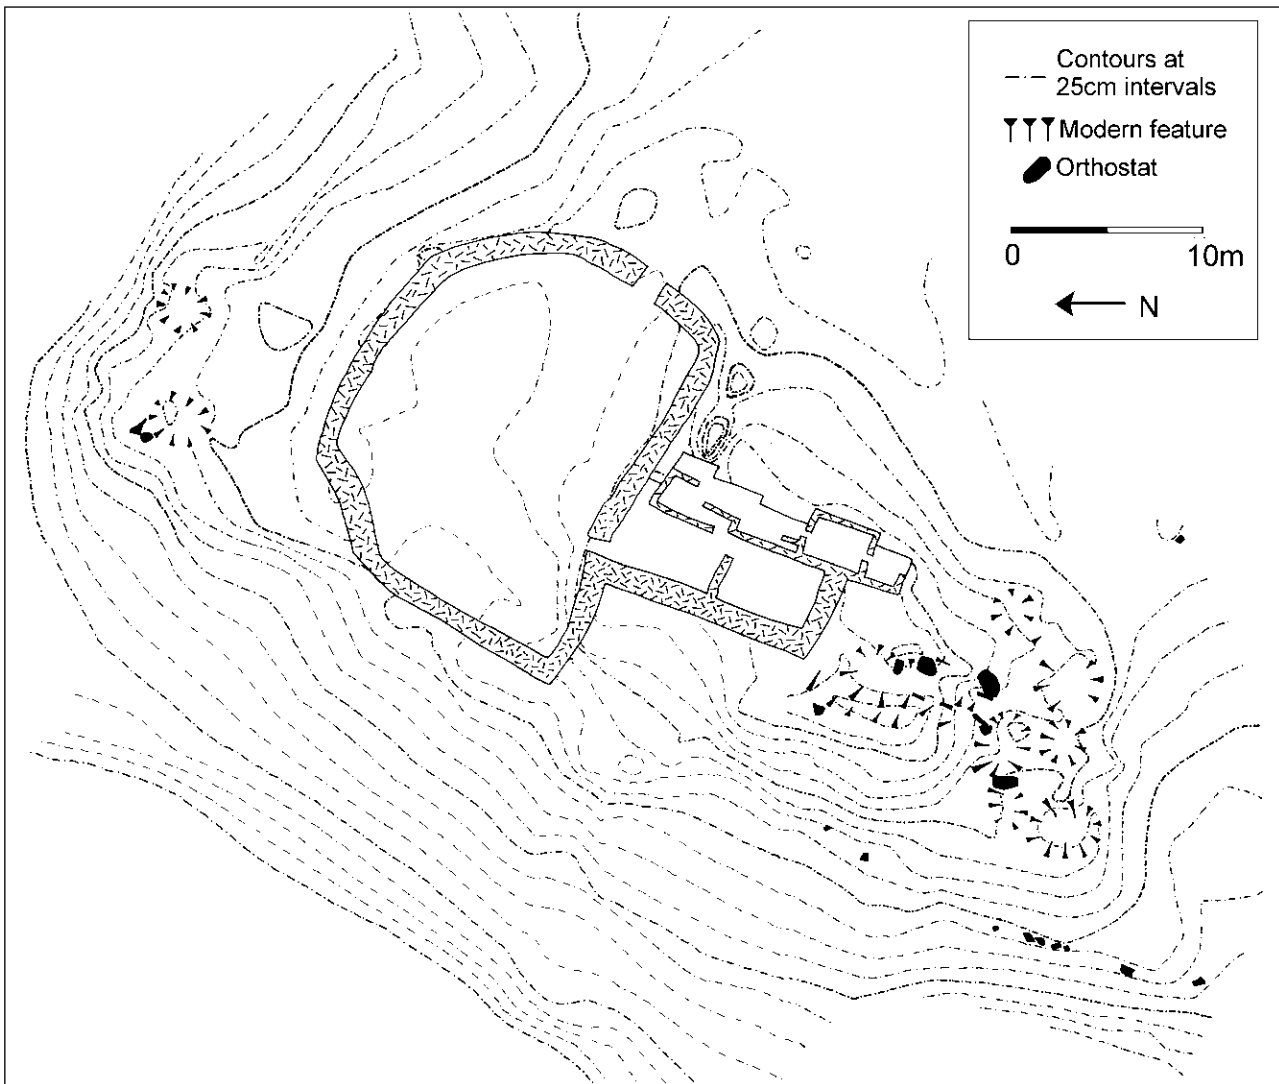 Contours at
25cm intervals
Modern feature
Orthostat
0 10m
N